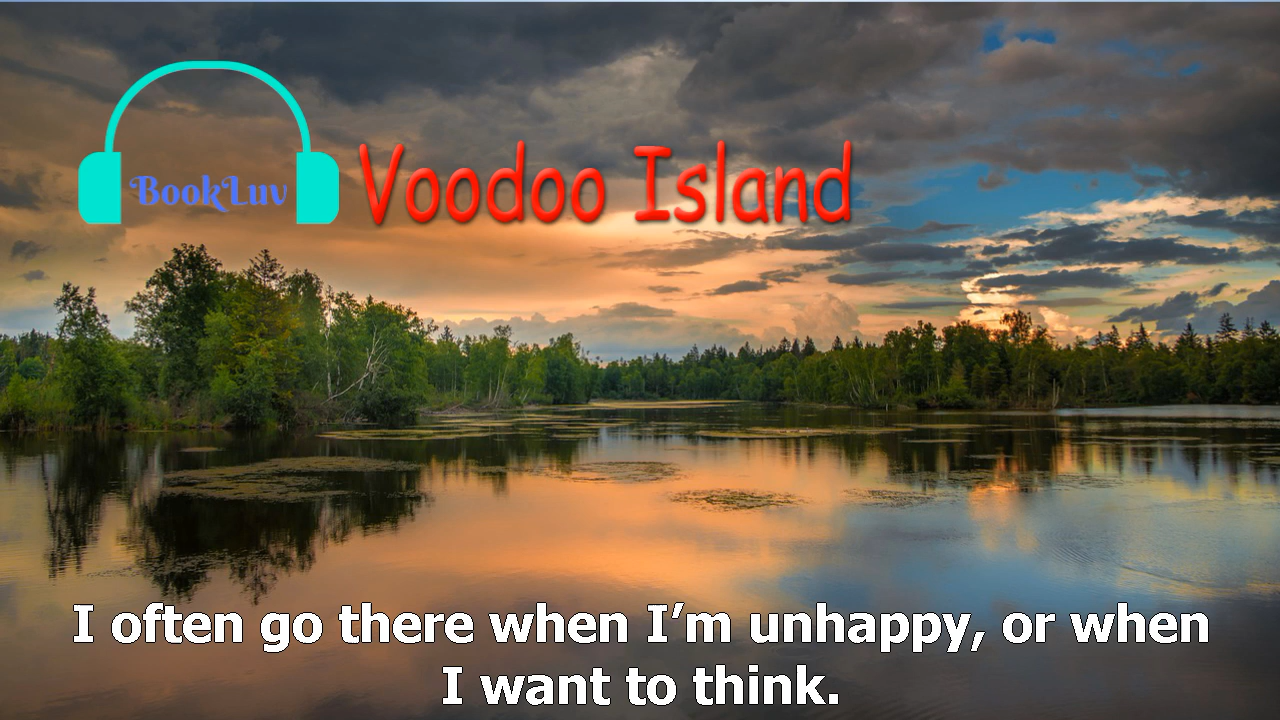 BookLuv
Voodoo Island
I often go there when I’m unhappy, or when
I want to think.